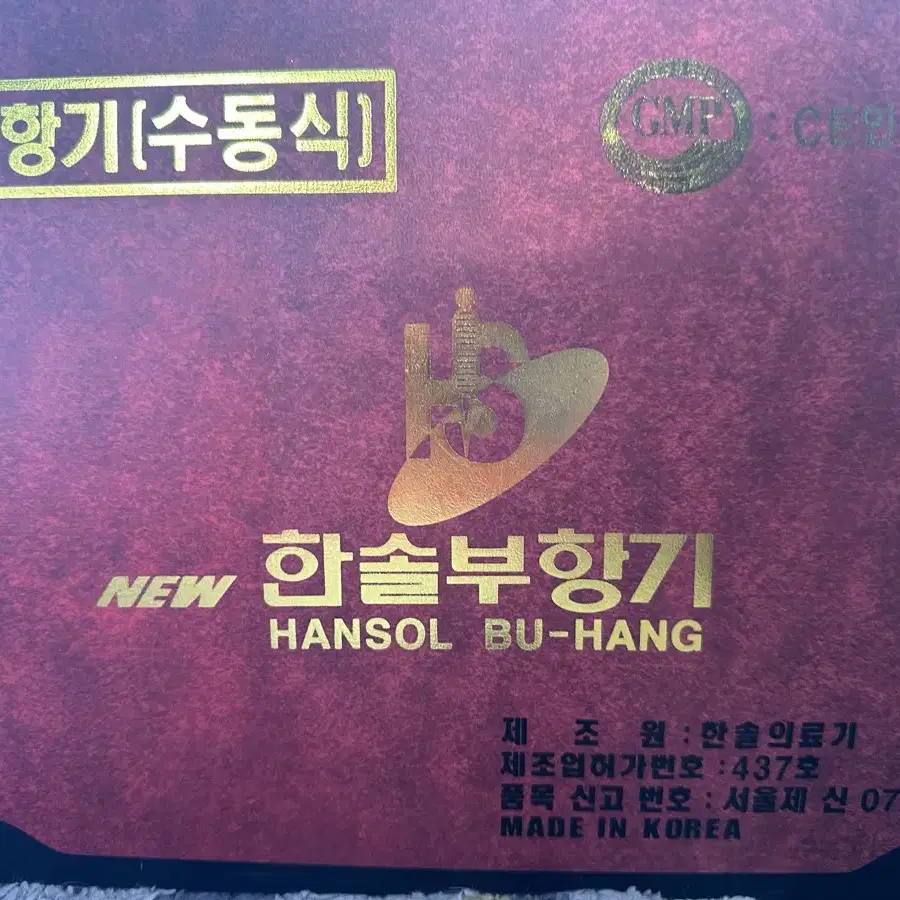 항기(수동식)
GMP : CE인
HS
NEW 한솔부항기
HANSOL BU-HANG
제 조 원 : 한솔의료기
제조업허가번호 : 437호
품목 신고 번호 : 서울제 신 07
MADE IN KOREA